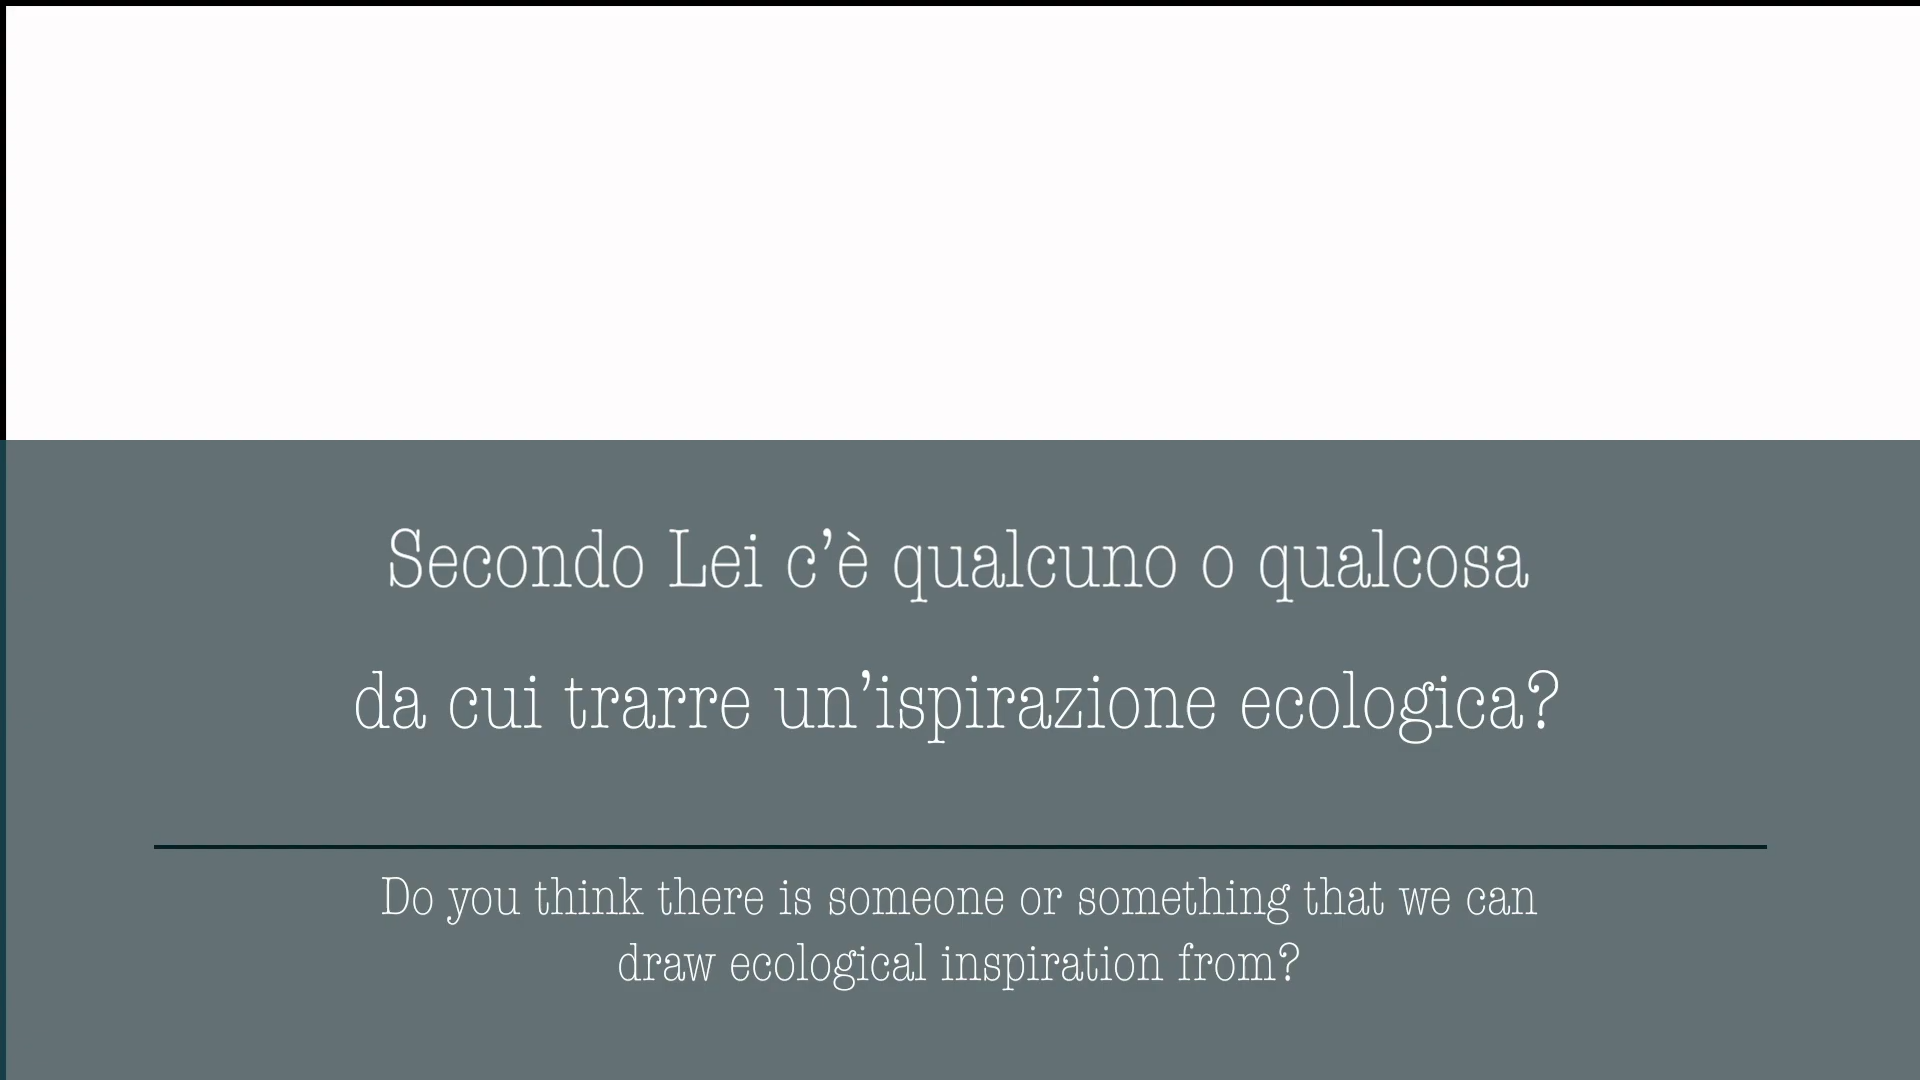 Secondo Lei c’è qualcuno o qualcosa
da cui trarre un’ispirazione ecologica?
Do you think there is someone or something that we can
draw ecological inspiration from?